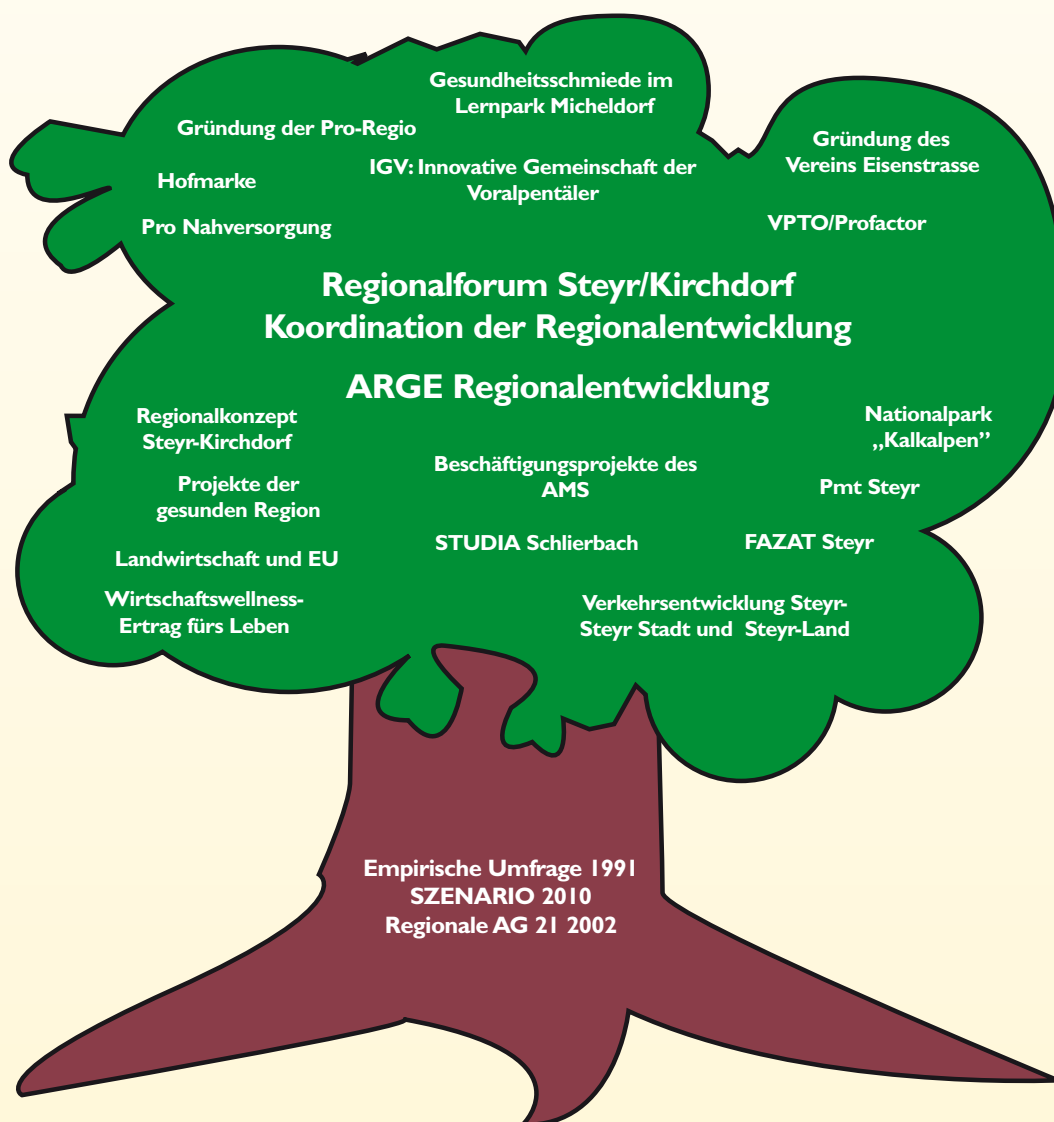 Gesundheitsschmiede im
Lernpark Micheldorf
Gründung der Pro-Regio
Gründung des
Vereins Eisenstrasse
IGV: Innovative Gemeinschaft der
Voralpentäler
Hofmarke
Pro Nahversorgung
VPTO/Profactor
Regionalforum Steyr/Kirchdorf
Koordination der Regionalentwicklung
ARGE Regionalentwicklung
Regionalkonzept
Steyr-Kirchdorf
Nationalpark
„Kalkalpen”
Beschäftigungsprojekte des
AMS
Projekte der
gesunden Region
Pmt Steyr
STUDIA Schlierbach
FAZAT Steyr
Landwirtschaft und EU
Wirtschaftswellness-
Ertrag fürs Leben
Verkehrsentwicklung Steyr-
Steyr Stadt und Steyr-Land
Empirische Umfrage 1991
SZENARIO 2010
Regionale AG 21 2002